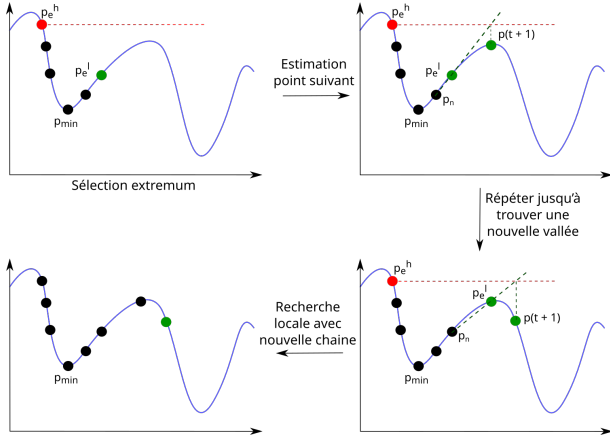 p_e^h
p_e^l
p_min
Sélection extremum
Estimation
point suivant
p_e^h
p(t + 1)
p_e^l
p_n
p_min
Répéter jusqu'à
trouver une
nouvelle vallée
p_e^h
p_e^l
p(t + 1)
p_n
p_min
Recherche
locale avec
nouvelle chaine
p_min